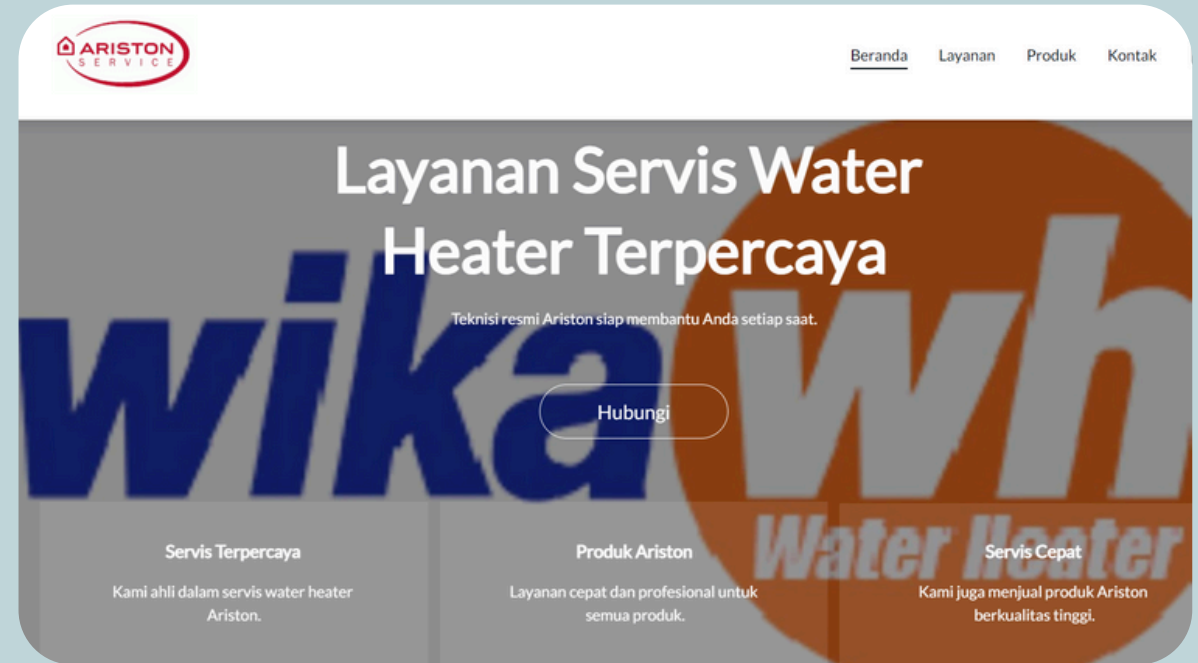 ARISTON
SERVICE
Beranda Layanan Produk Kontak
Layanan Servis Water
Heater Terpercaya
Teknisi resmi Ariston siap membantu Anda setiap saat.
Hubungi
wika wh
Water Heater
Servis Terpercaya
Kami ahli dalam servis water heater
Ariston.
Produk Ariston
Layanan cepat dan profesional untuk
semua produk.
Servis Cepat
Kami juga menjual produk Ariston
berkualitas tinggi.